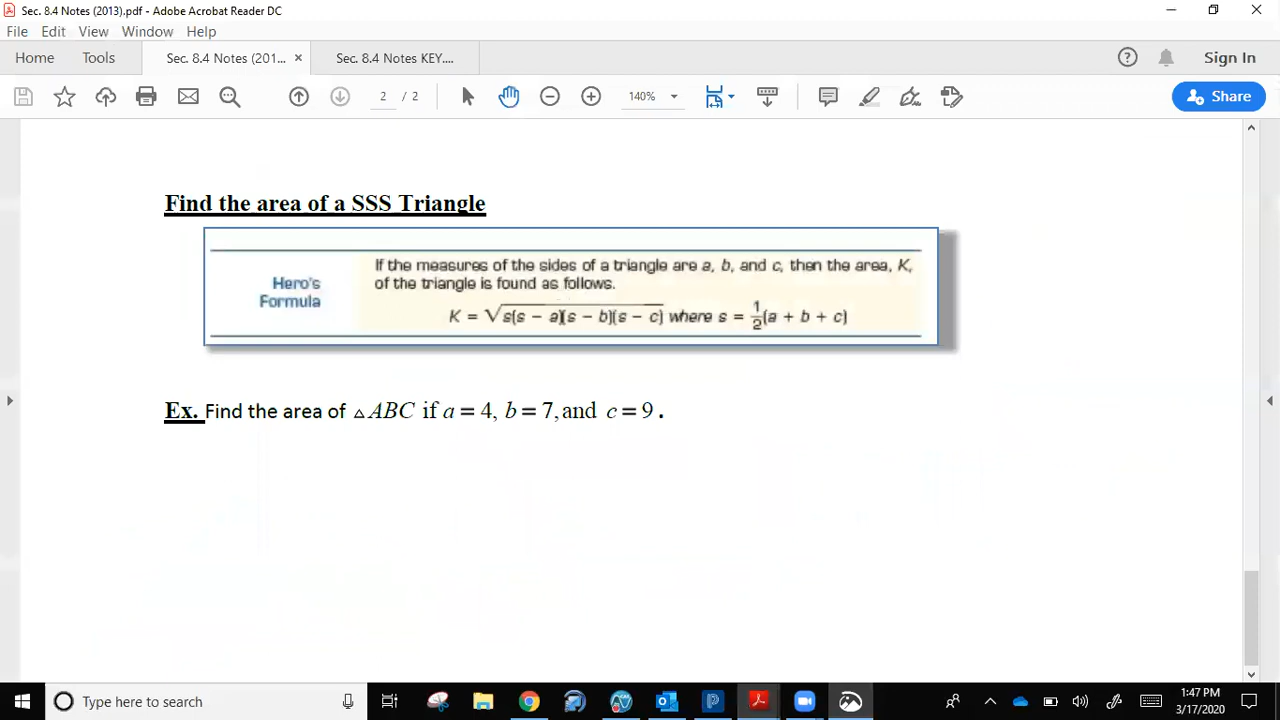 Sec. 8.4 Notes (2013).pdf - Adobe Acrobat Reader DC
File Edit View Window Help
Home Tools Sec. 8.4 Notes (201... × Sec. 8.4 Notes KEY.... Sign In
2 / 2 140% Share
Find the area of a SSS Triangle
If the measures of the sides of a triangle are a, b, and c, then the area, K,
Hero's
of the triangle is found as follows.
Formula
K = √s(s − a)(s − b)(s − c) where s = 1/2(a + b + c)
Ex. Find the area of △ABC if a = 4, b = 7, and c = 9 .
Type here to search
1:47 PM
3/17/2020